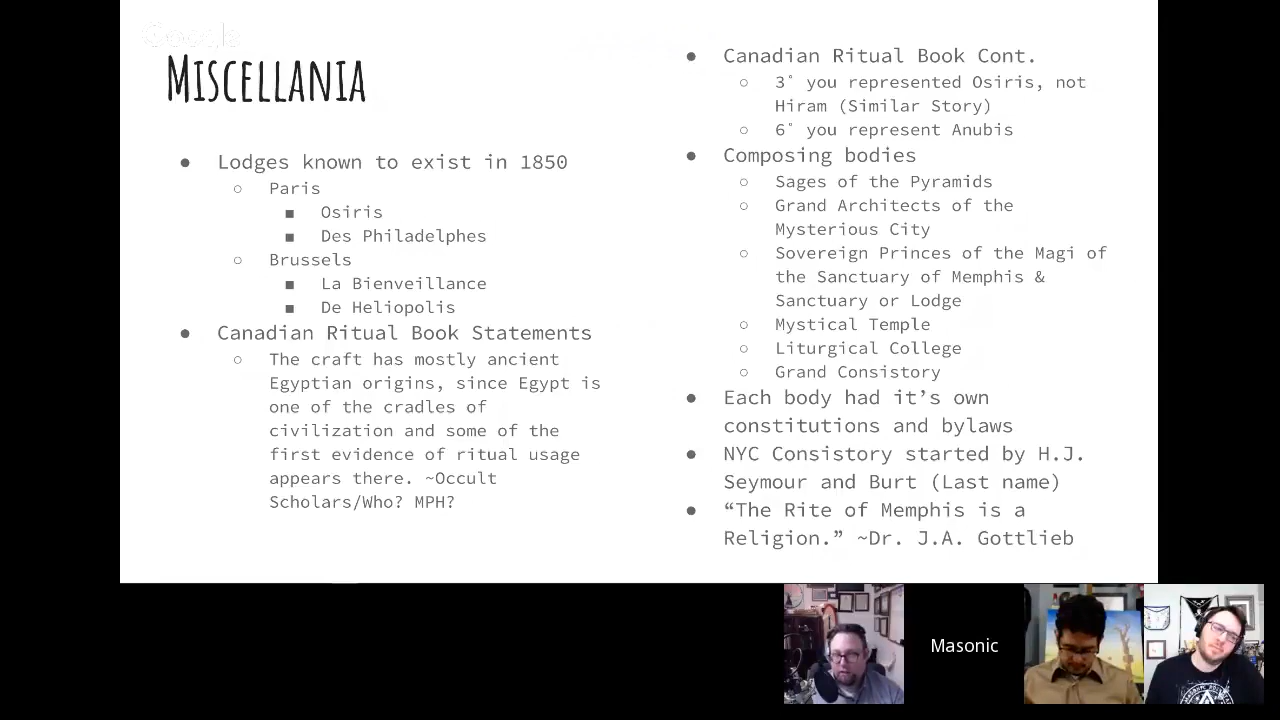 Google
MISCELLANIA
● Lodges known to exist in 1850
○ Paris
■ Osiris
■ Des Philadelphes
○ Brussels
■ La Bienveillance
■ De Heliopolis
● Canadian Ritual Book Statements
○ The craft has mostly ancient
Egyptian origins, since Egypt is
one of the cradles of
civilization and some of the
first evidence of ritual usage
appears there. ~Occult
Scholars/Who? MPH?
● Canadian Ritual Book Cont.
○ 3˚ you represented Osiris, not
Hiram (Similar Story)
○ 6˚ you represent Anubis
● Composing bodies
○ Sages of the Pyramids
○ Grand Architects of the
Mysterious City
○ Sovereign Princes of the Magi of
the Sanctuary of Memphis &
Sanctuary or Lodge
○ Mystical Temple
○ Liturgical College
○ Grand Consistory
● Each body had it’s own
constitutions and bylaws
● NYC Consistory started by H.J.
Seymour and Burt (Last name)
● “The Rite of Memphis is a
Religion.” ~Dr. J.A. Gottlieb
Masonic